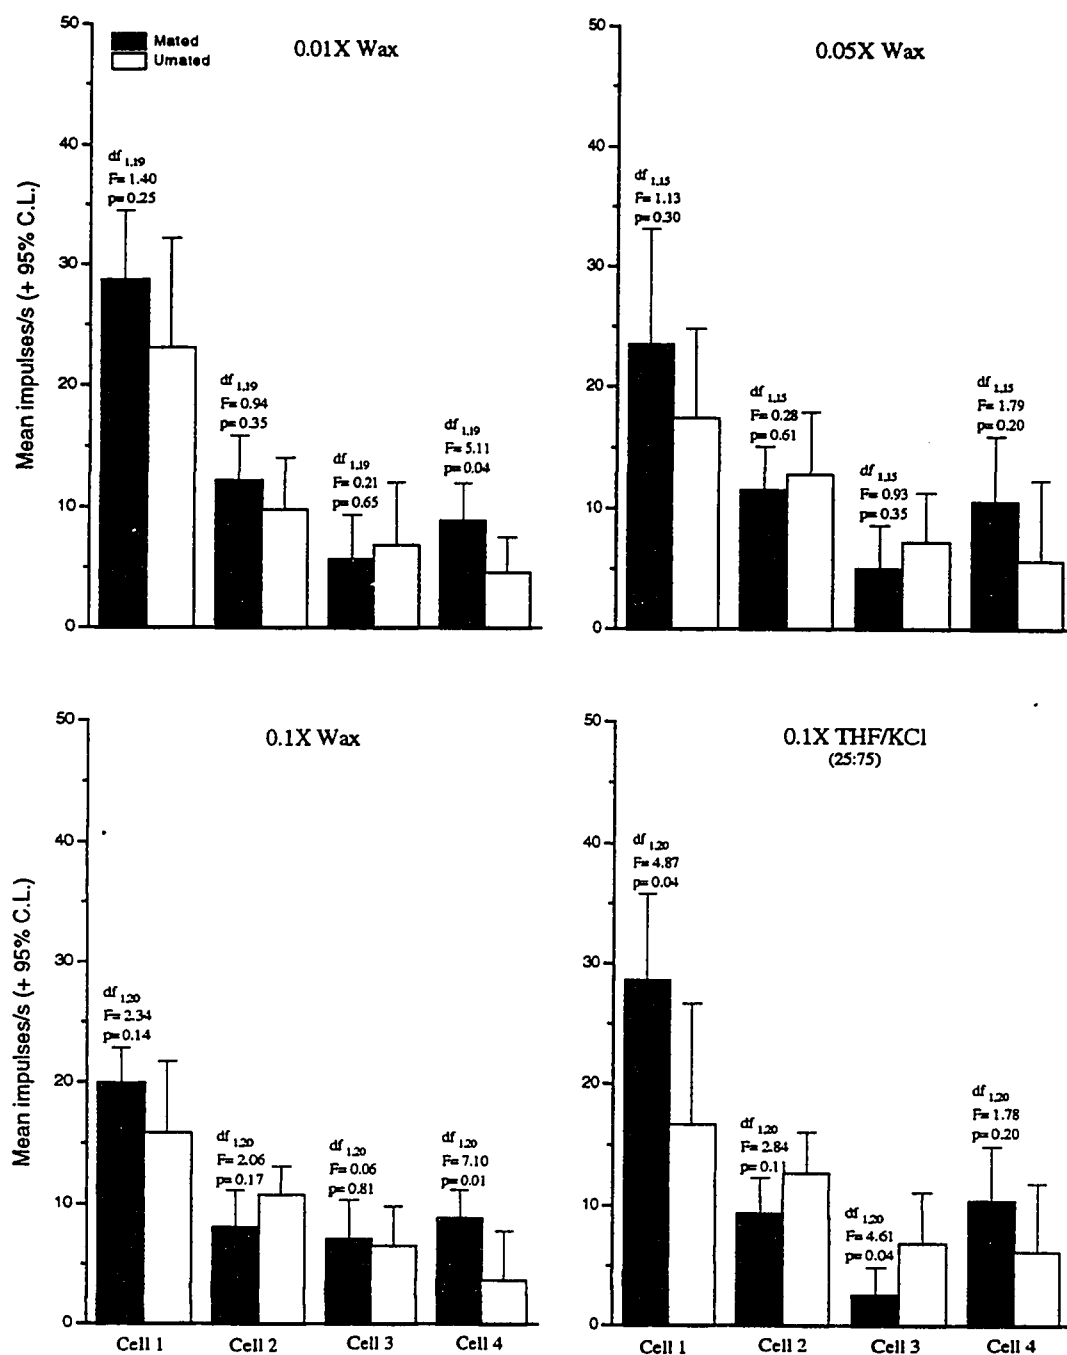 50
40
30
20
10
0
Mean impulses/s (+ 95% C.L.)
Mated
Umated
0.01X Wax
df 1,19
F= 1.40
p= 0.25
df 1,19
F= 0.94
p= 0.35
df 1,19
F= 0.21
p= 0.65
df 1,19
F= 5.11
p= 0.04
50
40
30
20
10
0
0.05X Wax
df 1,15
F= 1.13
p= 0.30
df 1,15
F= 0.28
p= 0.61
df 1,15
F= 0.93
p= 0.35
df 1,15
F= 1.79
p= 0.20
50
40
30
20
10
0
Mean impulses/s (+ 95% C.L.)
0.1X Wax
df 1,20
F= 2.34
p= 0.14
df 1,20
F= 2.06
p= 0.17
df 1,20
F= 0.06
p= 0.81
df 1,20
F= 7.10
p= 0.01
Cell 1
Cell 2
Cell 3
Cell 4
50
40
30
20
10
0
0.1X THF/KCl
(25:75)
df 1,20
F= 4.87
p= 0.04
df 1,20
F= 2.84
p= 0.11
df 1,20
F= 4.61
p= 0.04
df 1,20
F= 1.78
p= 0.20
Cell 1
Cell 2
Cell 3
Cell 4